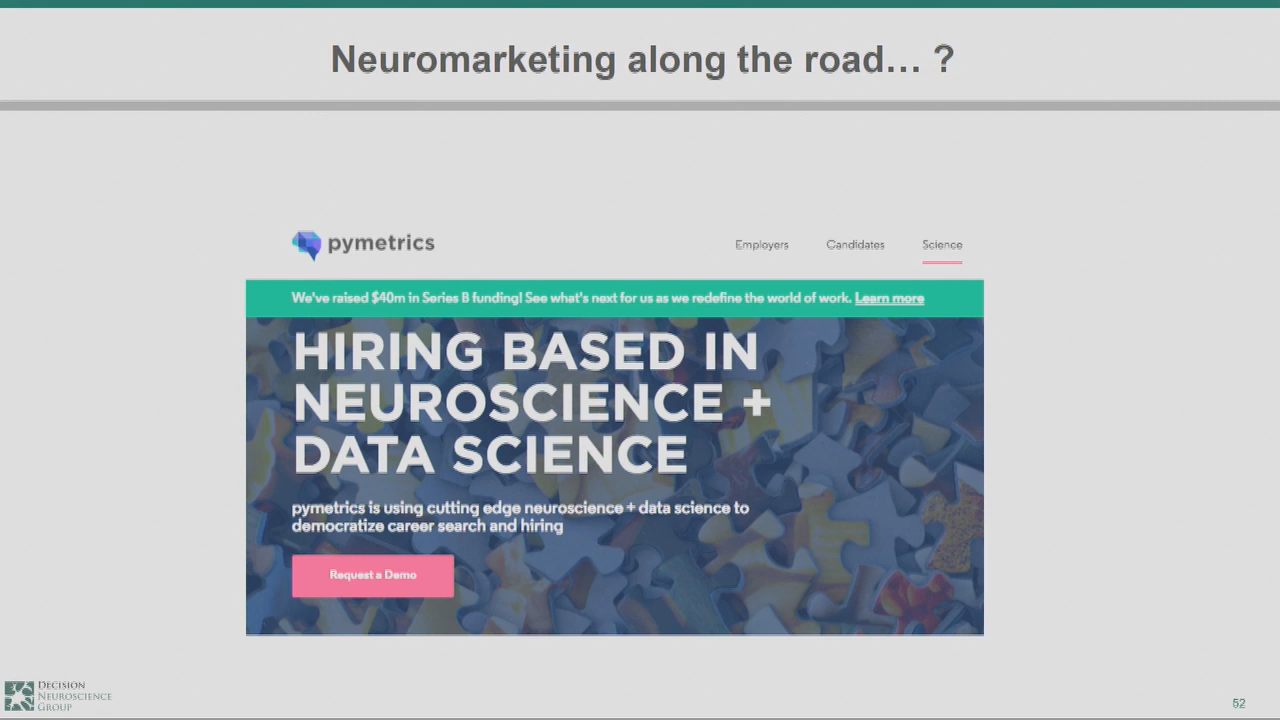 Neuromarketing along the road… ?
pymetrics
Employers
Candidates
Science
We've raised $40m in Series B funding! See what's next for us as we redefine the world of work. Learn more
HIRING BASED IN
NEUROSCIENCE +
DATA SCIENCE
pymetrics is using cutting edge neuroscience + data science to
democratize career search and hiring
Request a Demo
DECISION
NEUROSCIENCE
GROUP
52